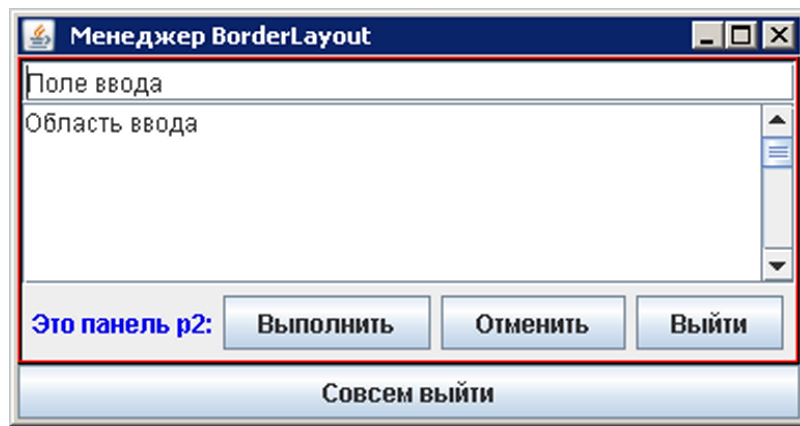 Менеджер BorderLayout
Поле ввода
Область ввода
Это панель p2: Выполнить Отменить Выйти
Совсем выйти